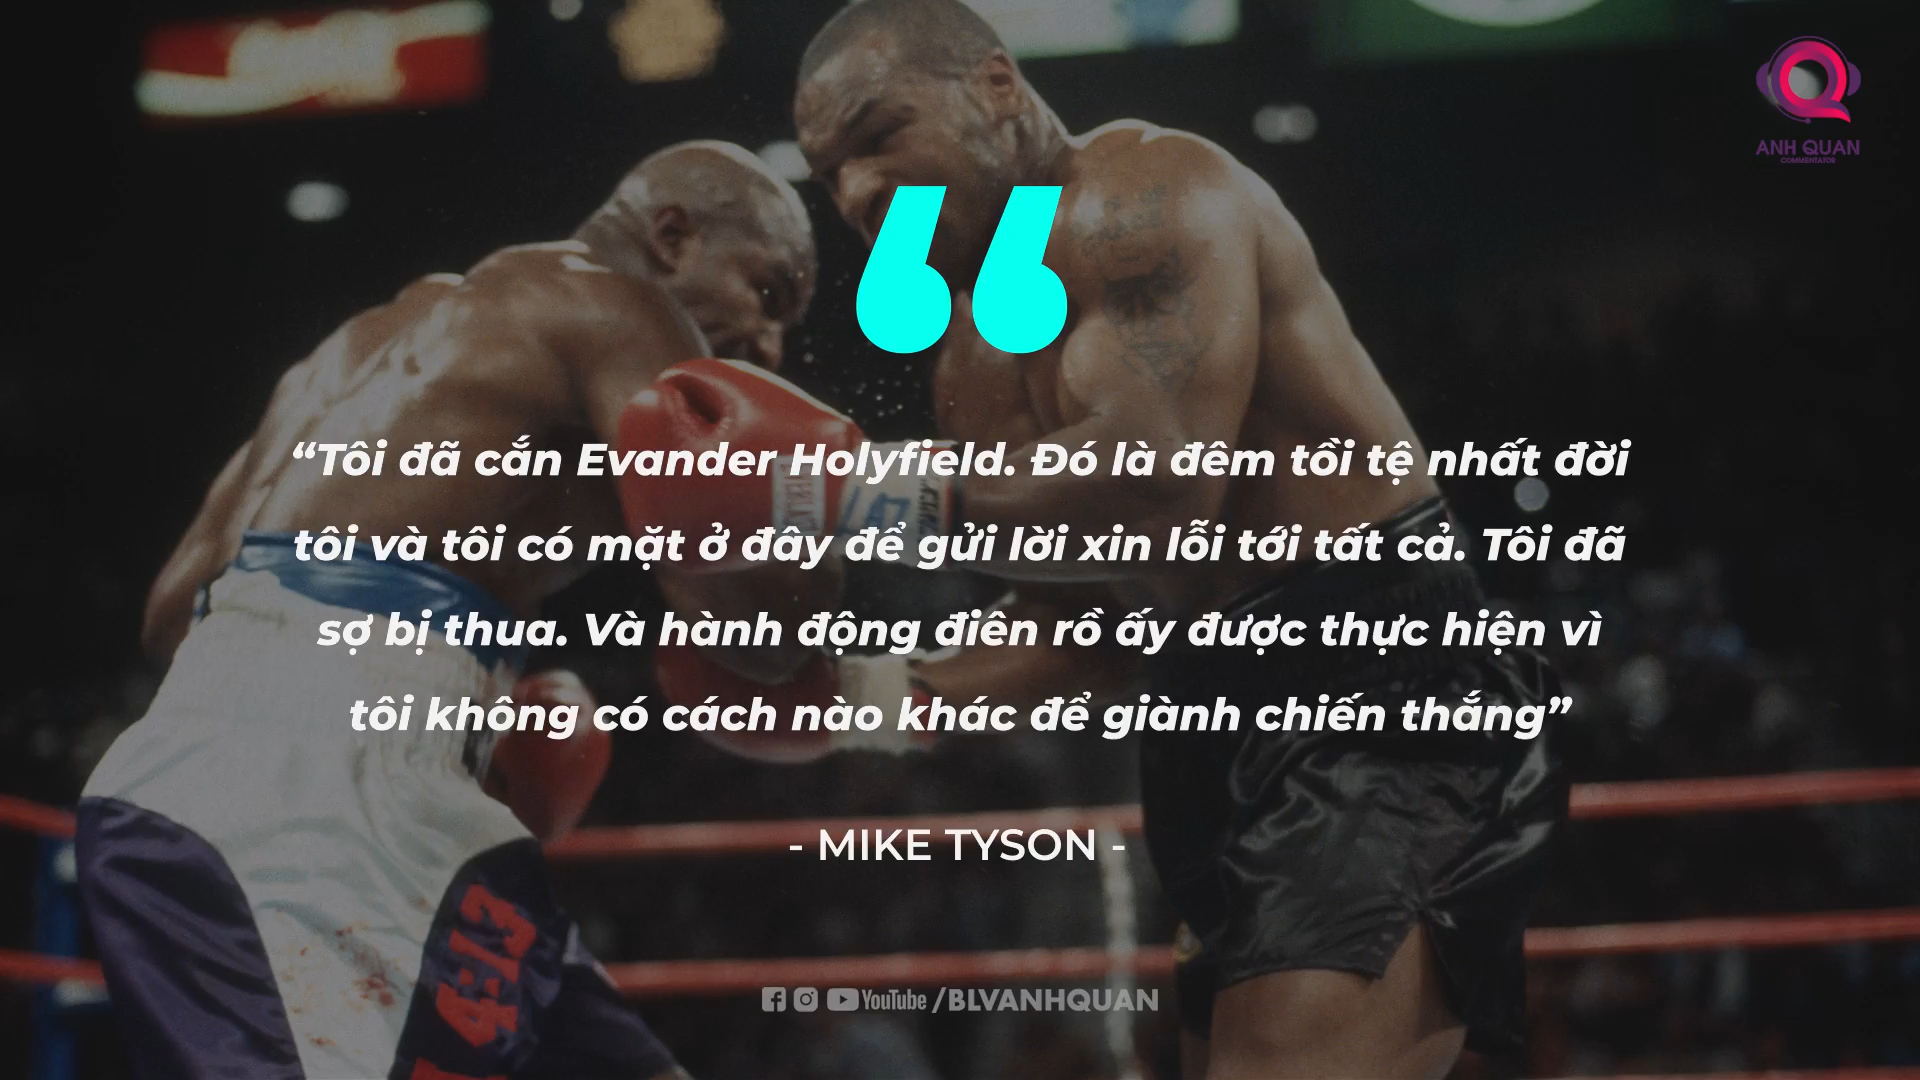 ANH QUAN
COMMENTATOR
“Tôi đã cắn Evander Holyfield. Đó là đêm tồi tệ nhất đời
tôi và tôi có mặt ở đây để gửi lời xin lỗi tới tất cả. Tôi đã
sợ bị thua. Và hành động điên rồ ấy được thực hiện vì
tôi không có cách nào khác để giành chiến thắng”
- MIKE TYSON -
YouTube /BLVANHQUAN
4:13